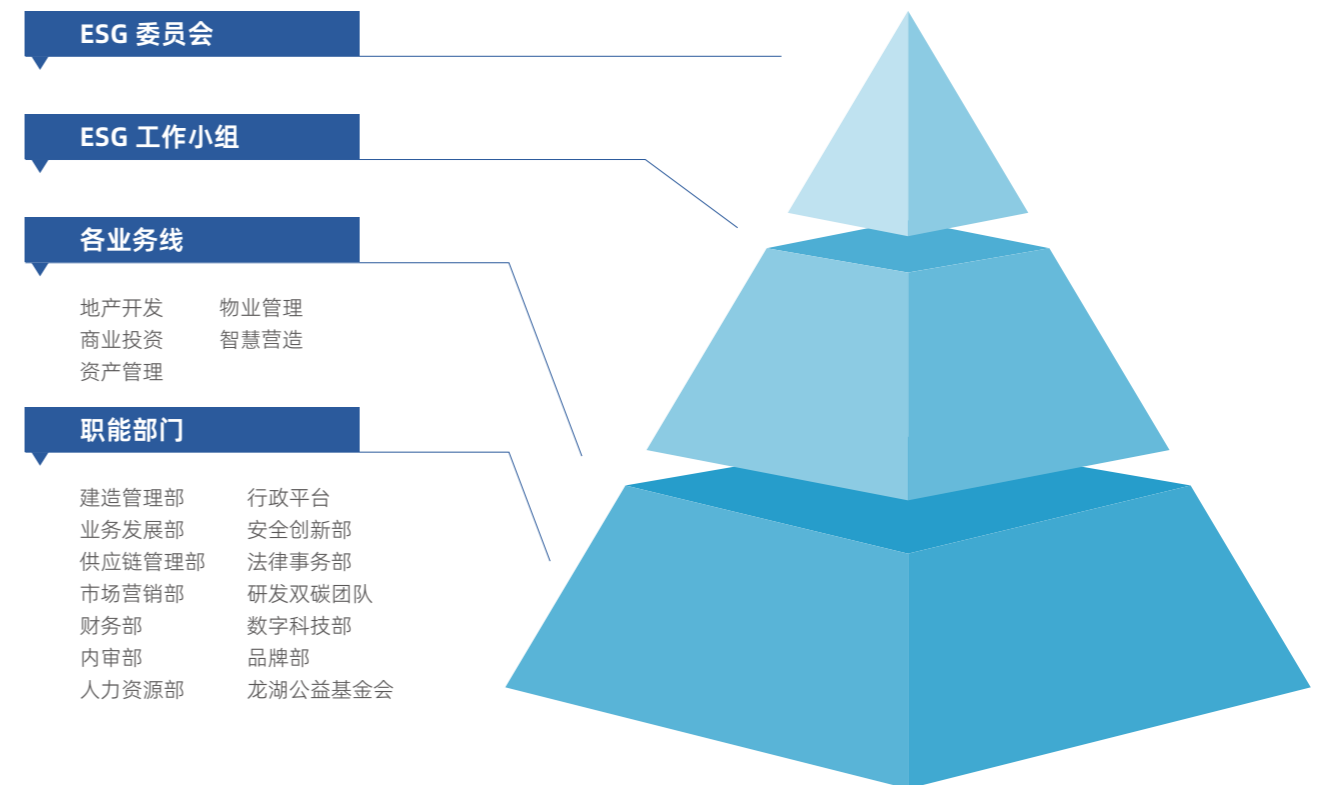 ESG 委员会
ESG 工作小组
各业务线
地产开发 物业管理
商业投资 智慧营造
资产管理
职能部门
建造管理部 行政平台
业务发展部 安全创新部
供应链管理部 法律事务部
市场营销部 研发双碳团队
财务部 数字科技部
内审部 品牌部
人力资源部 龙湖公益基金会